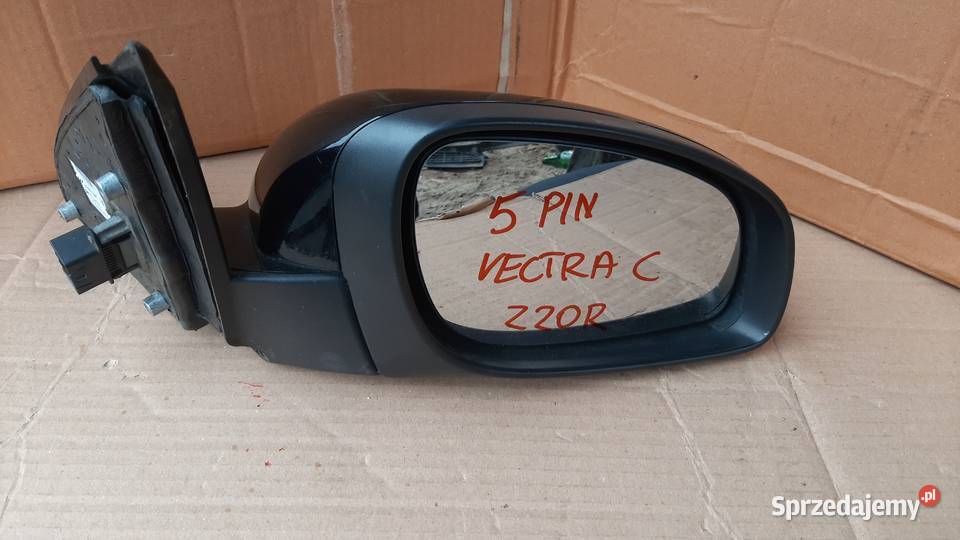 5 PIN
VECTRA C
Z20R
Sprzedajemy.pl